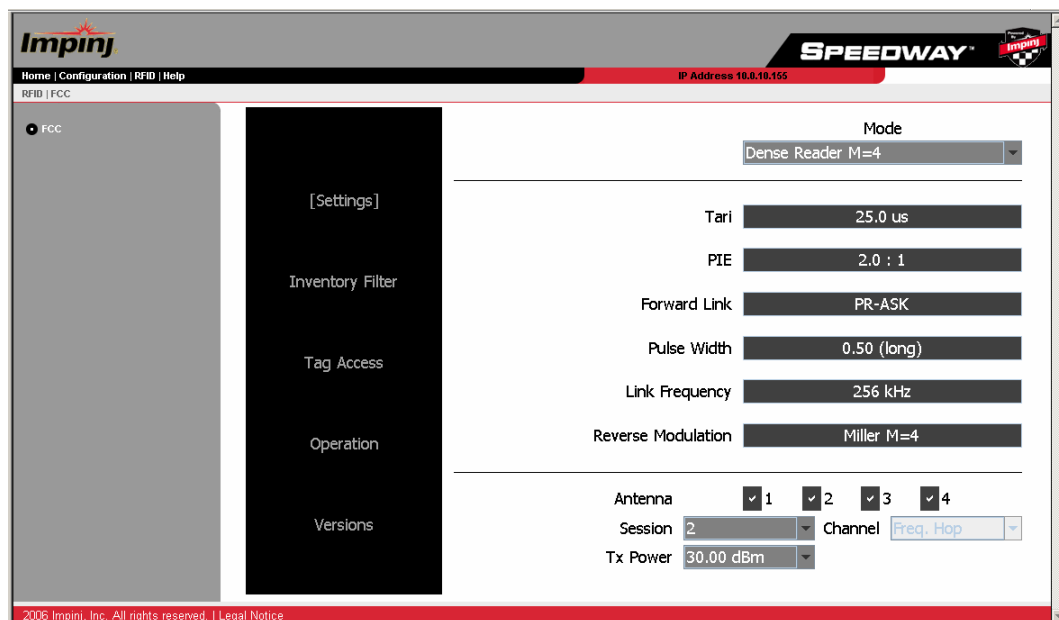 Impinj
SPEEDWAY™
Powered By Impinj
Home | Configuration | RFID | Help
IP Address 10.0.10.155
RFID | FCC
FCC
[Settings]
Inventory Filter
Tag Access
Operation
Versions
Mode
Dense Reader M=4
Tari 25.0 us
PIE 2.0 : 1
Forward Link PR-ASK
Pulse Width 0.50 (long)
Link Frequency 256 kHz
Reverse Modulation Miller M=4
Antenna 1 2 3 4
Session 2 Channel Freq. Hop
Tx Power 30.00 dBm
2006 Impinj, Inc. All rights reserved. | Legal Notice